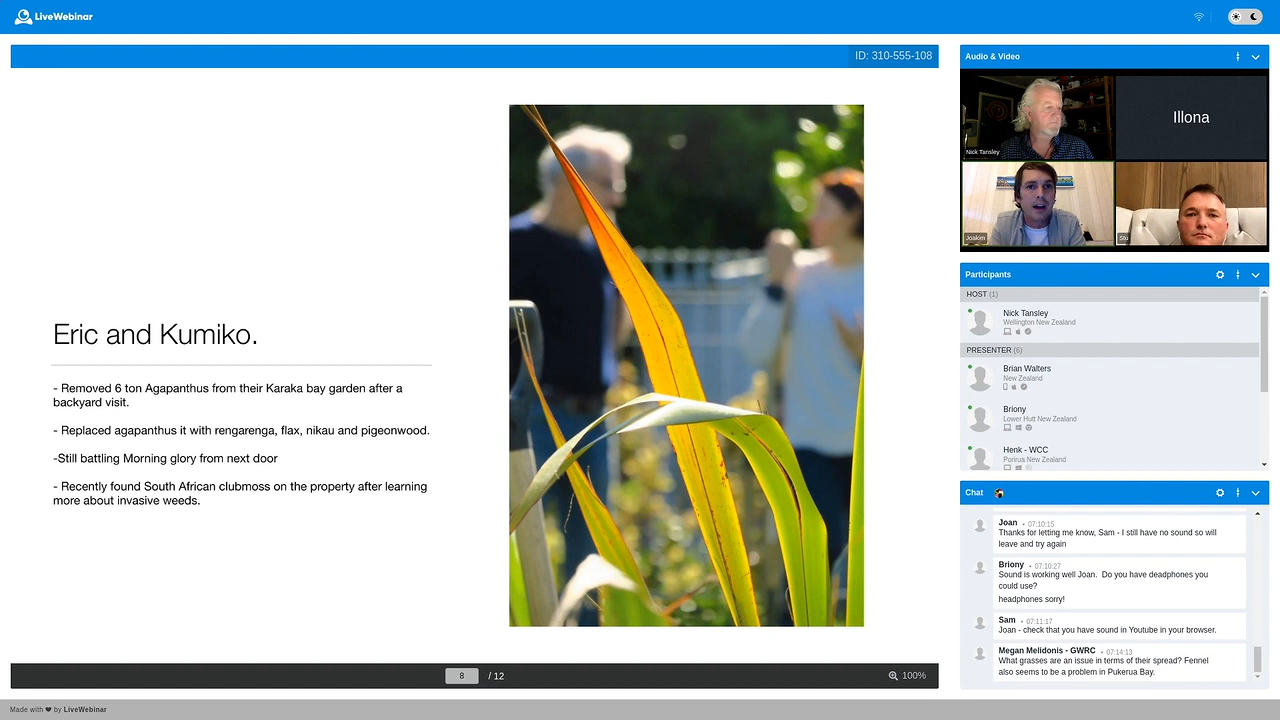 LiveWebinar
ID: 310-555-108
Eric and Kumiko.
- Removed 6 ton Agapanthus from their Karaka bay garden after a
backyard visit.
- Replaced agapanthus it with rengarenga, flax, nikau and pigeonwood.
-Still battling Morning glory from next door
- Recently found South African clubmoss on the property after learning
more about invasive weeds.
8 / 12
100%
Audio & Video
Nick Tansley
Illona
Joakim
Stu
Participants
HOST (1)
Nick Tansley
Wellington New Zealand
PRESENTER (6)
Brian Walters
New Zealand
Briony
Lower Hutt New Zealand
Henk - WCC
Porirua New Zealand
Chat
Joan • 07:10:15
Thanks for letting me know, Sam - I still have no sound so will
leave and try again
Briony • 07:10:27
Sound is working well Joan. Do you have deadphones you
could use?
headphones sorry!
Sam • 07:11:17
Joan - check that you have sound in Youtube in your browser.
Megan Melidonis - GWRC • 07:14:13
What grasses are an issue in terms of their spread? Fennel
also seems to be a problem in Pukerua Bay.
Made with ❤ by LiveWebinar